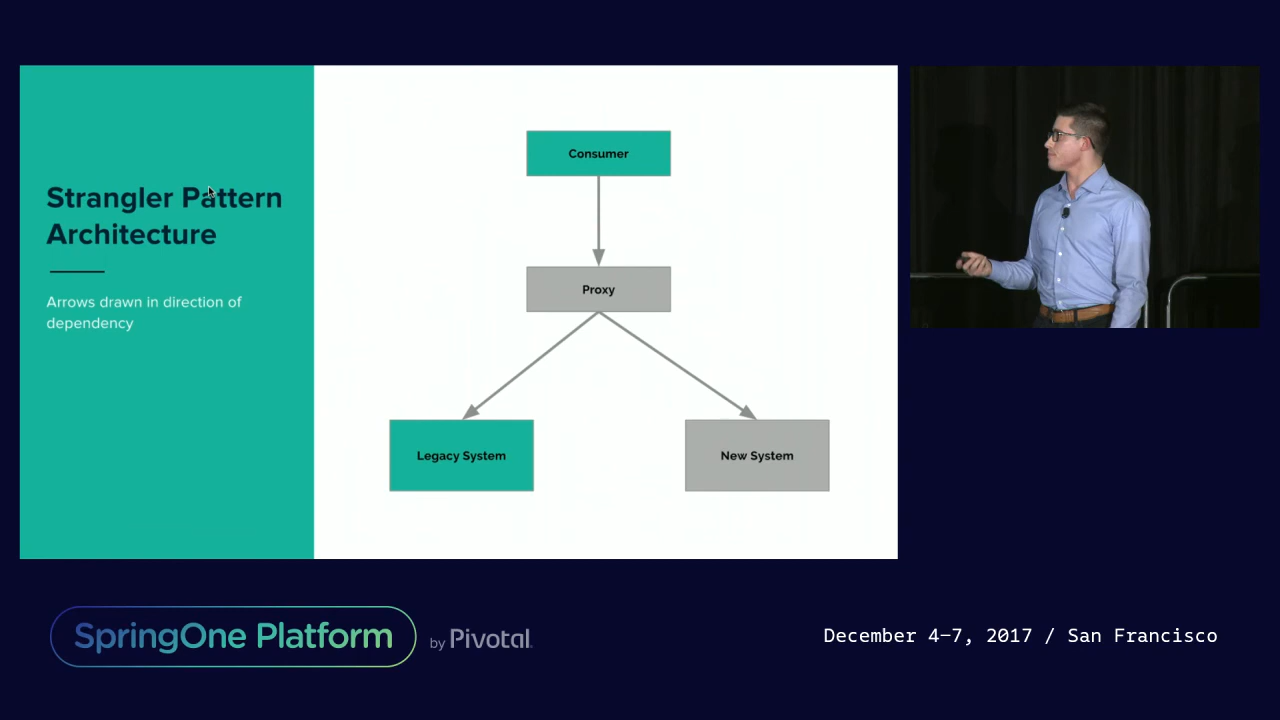 Strangler Pattern
Architecture
Arrows drawn in direction of
dependency
Consumer
Proxy
Legacy System
New System
SpringOne Platform
by Pivotal
December 4–7, 2017 / San Francisco